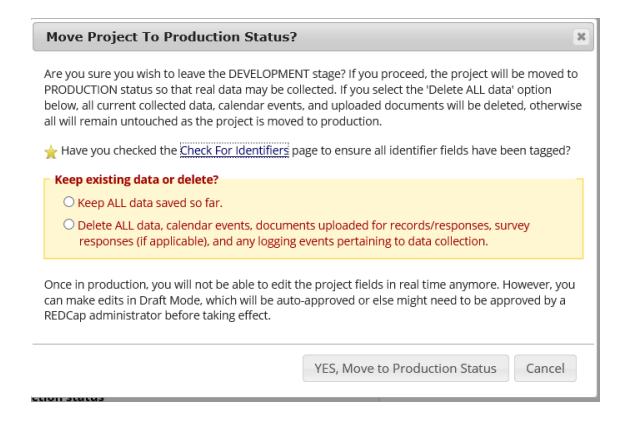 Move Project To Production Status?
Are you sure you wish to leave the DEVELOPMENT stage? If you proceed, the project will be moved to
PRODUCTION status so that real data may be collected. If you select the 'Delete ALL data' option
below, all current collected data, calendar events, and uploaded documents will be deleted, otherwise
all will remain untouched as the project is moved to production.
Have you checked the Check For Identifiers page to ensure all identifier fields have been tagged?
Keep existing data or delete?
Keep ALL data saved so far.
Delete ALL data, calendar events, documents uploaded for records/responses, survey
responses (if applicable), and any logging events pertaining to data collection.
Once in production, you will not be able to edit the project fields in real time anymore. However, you
can make edits in Draft Mode, which will be auto-approved or else might need to be approved by a
REDCap administrator before taking effect.
YES, Move to Production Status Cancel
status